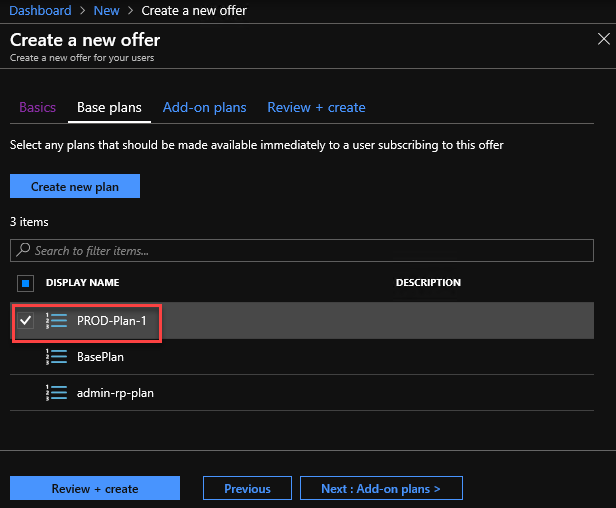 Dashboard > New > Create a new offer
Create a new offer
Create a new offer for your users
Basics Base plans Add-on plans Review + create
Select any plans that should be made available immediately to a user subscribing to this offer
Create new plan
3 items
Search to filter items...
DISPLAY NAME DESCRIPTION
PROD-Plan-1
BasePlan
admin-rp-plan
Review + create Previous Next : Add-on plans >